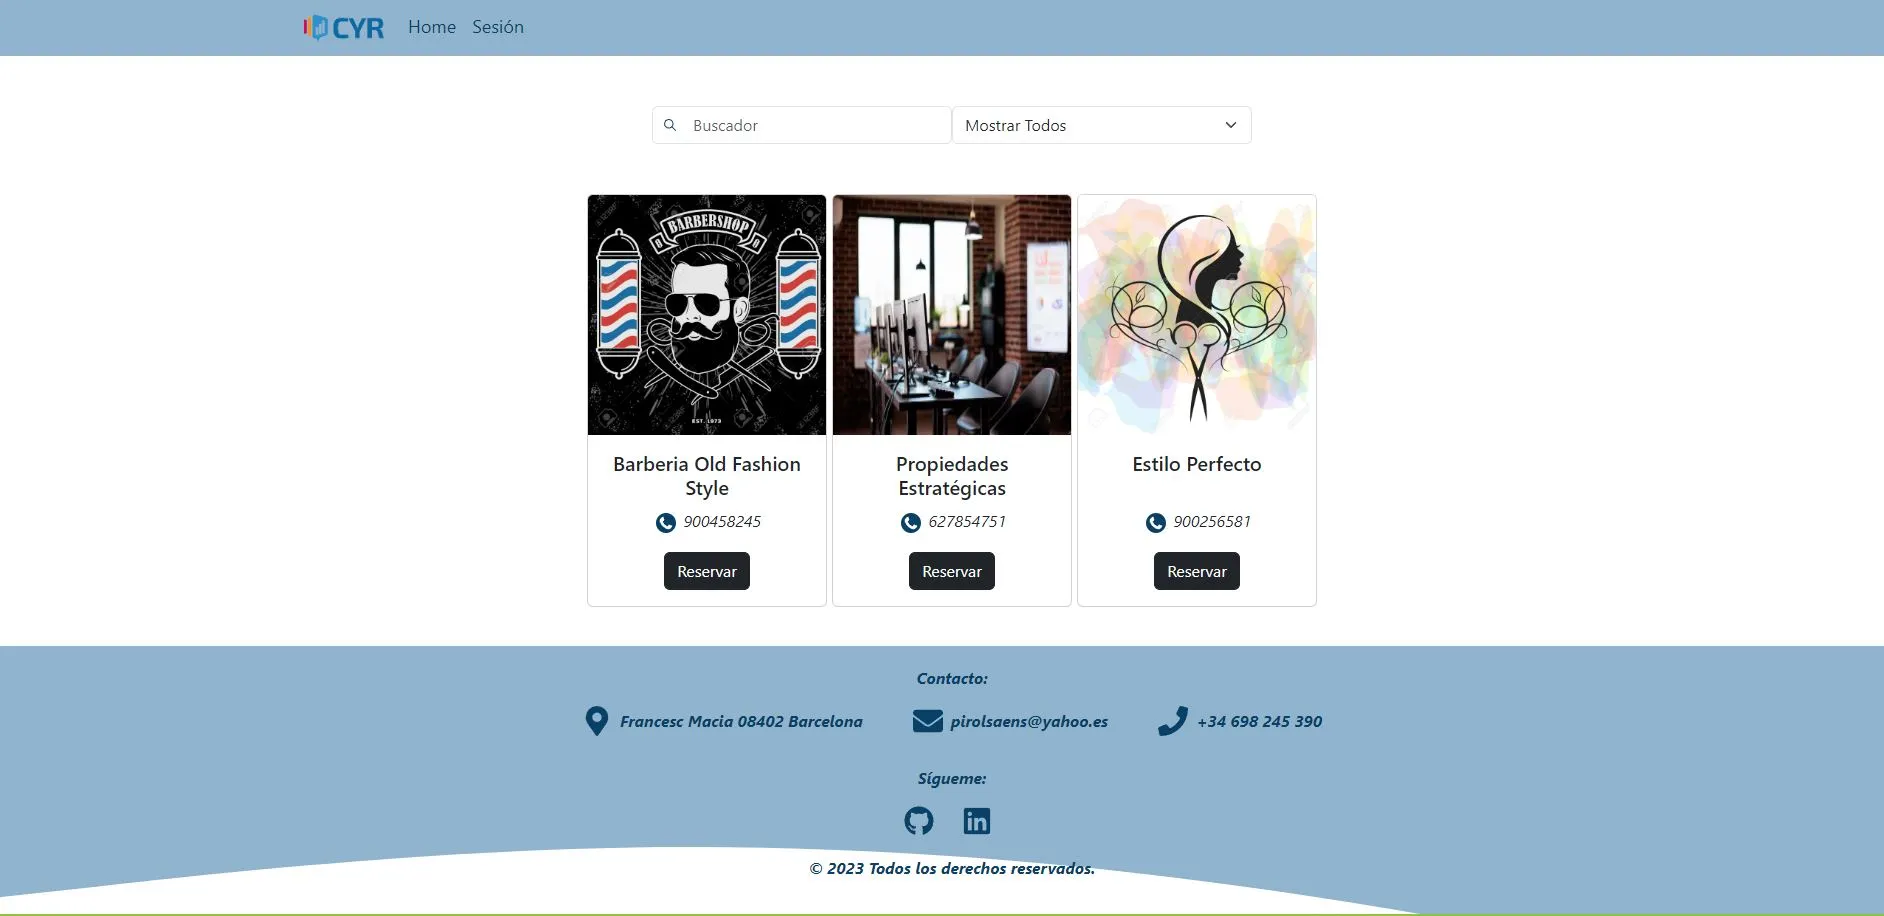 CYR Home Sesión
Buscador Mostrar Todos
BARBERSHOP
EST. 1973
Barberia Old Fashion
Style
900458245
Reservar
Propiedades
Estratégicas
627854751
Reservar
Estilo Perfecto
900256581
Reservar
Contacto:
Francesc Macia 08402 Barcelona pirolsaens@yahoo.es +34 698 245 390
Sígueme:
in
© 2023 Todos los derechos reservados.